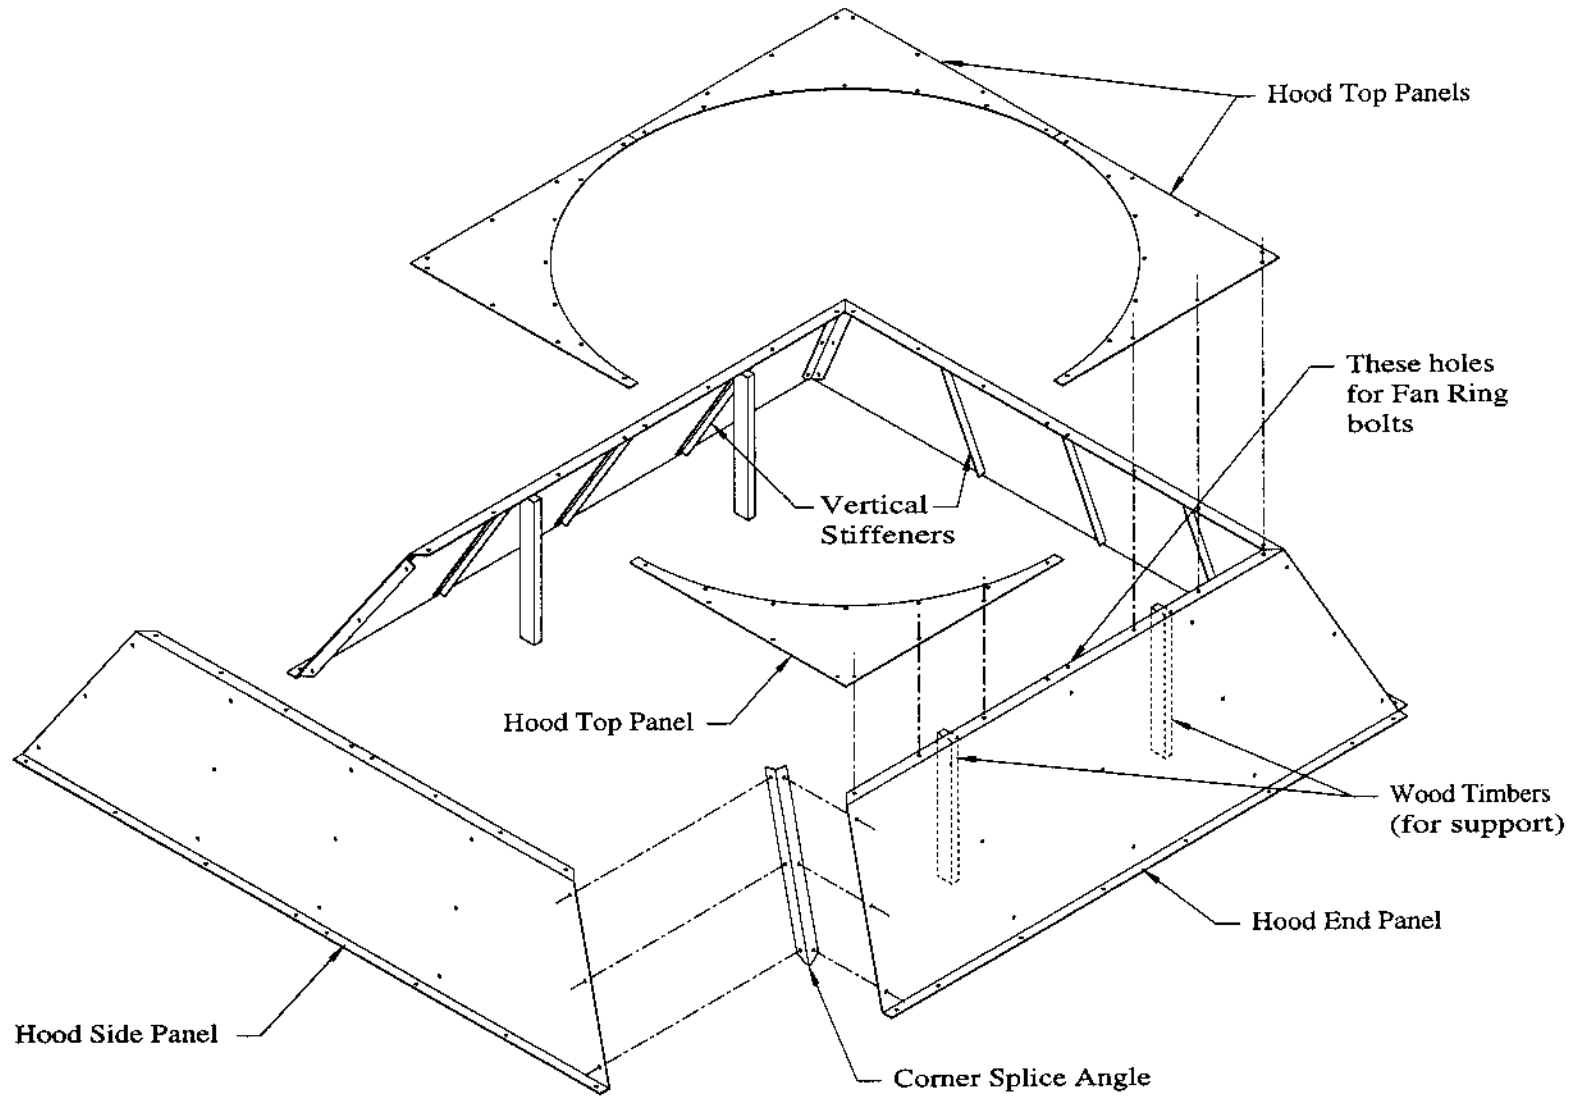 Hood Top Panels
These holes
for Fan Ring
bolts
Vertical
Stiffeners
Hood Top Panel
Wood Timbers
(for support)
Hood End Panel
Hood Side Panel
Corner Splice Angle